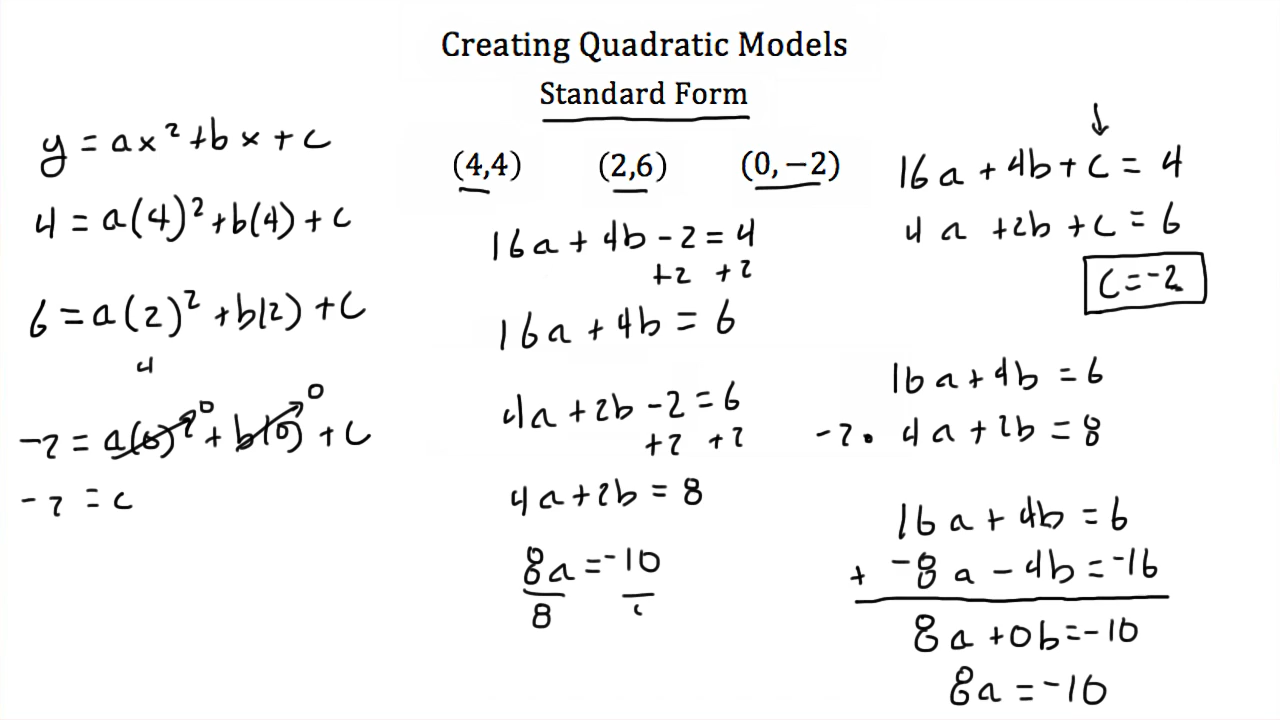 Creating Quadratic Models
Standard Form
(4,4) (2,6) (0, −2)
y = ax² + bx + c
4 = a(4)² + b(4) + c
6 = a(2)² + b(2) + c
4
-2 = a(0)²⁰ + b(0)⁰ + c
-2 = c
16a + 4b - 2 = 4
+2 +2
16a + 4b = 6
4a + 2b - 2 = 6
+2 +2
4a + 2b = 8
8a = -10
8
↓
16a + 4b + c = 4
4a + 2b + c = 6
c = -2
16a + 4b = 6
-2 • 4a + 2b = 8
16a + 4b = 6
+ -8a - 4b = -16
8a + 0b = -10
8a = -10